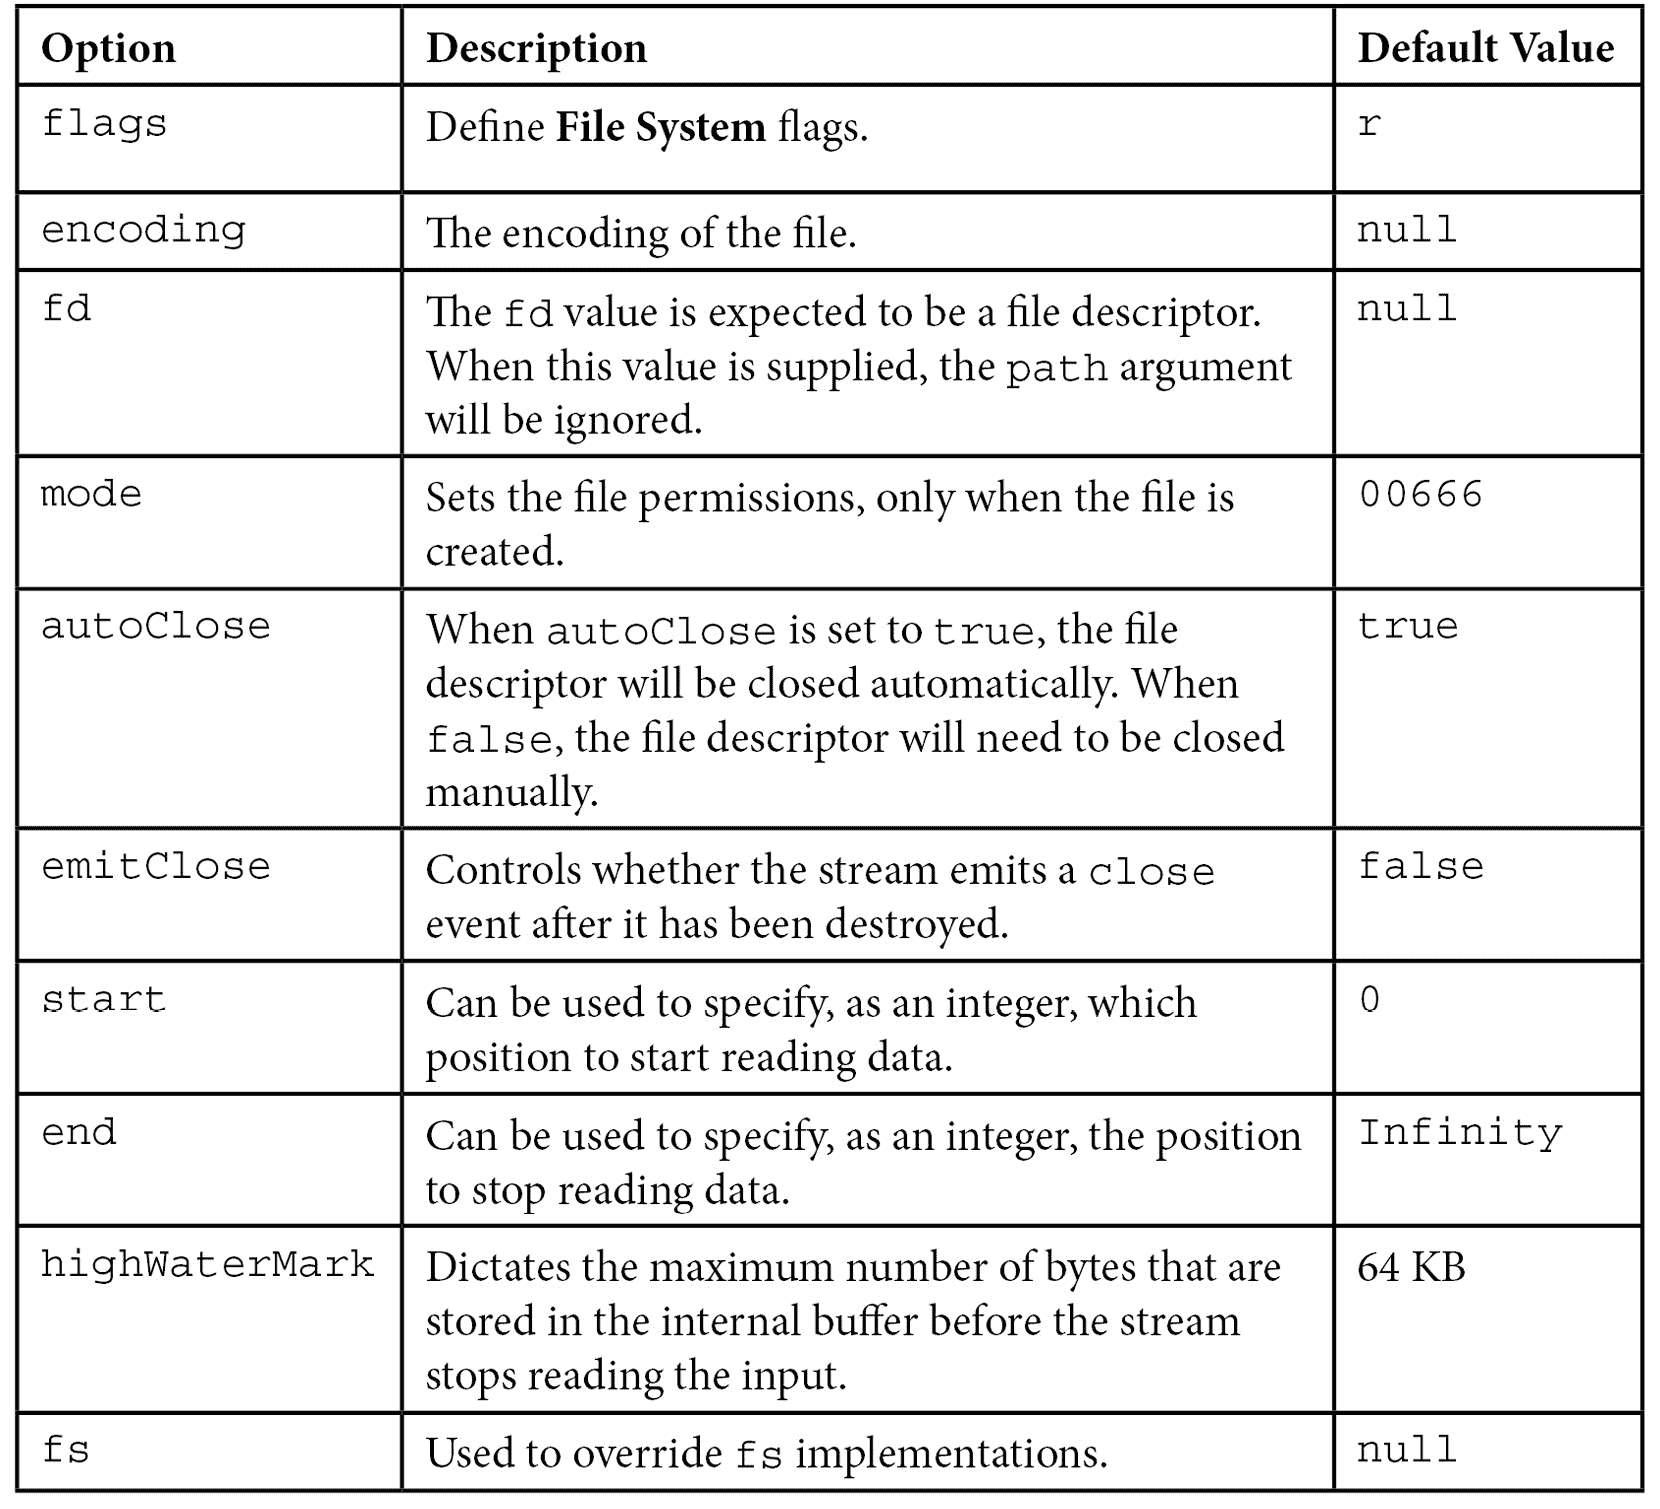 Option Description Default Value
flags Define File System flags. r
encoding The encoding of the file. null
fd The fd value is expected to be a file descriptor. null
When this value is supplied, the path argument
will be ignored.
mode Sets the file permissions, only when the file is 00666
created.
autoClose When autoClose is set to true, the file true
descriptor will be closed automatically. When
false, the file descriptor will need to be closed
manually.
emitClose Controls whether the stream emits a close false
event after it has been destroyed.
start Can be used to specify, as an integer, which 0
position to start reading data.
end Can be used to specify, as an integer, the position Infinity
to stop reading data.
highWaterMark Dictates the maximum number of bytes that are 64 KB
stored in the internal buffer before the stream
stops reading the input.
fs Used to override fs implementations. null